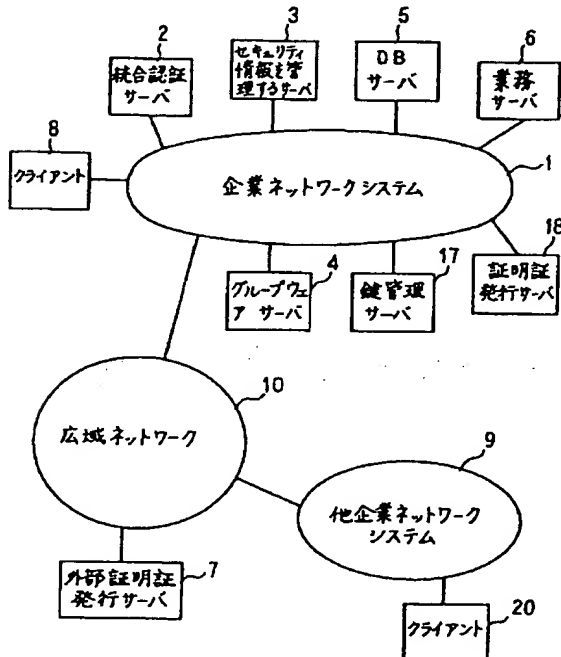 2
統合認証
サーバ
3
セキュリティ
情報を管
理するサーバ
5
DB
サーバ
6
業務
サーバ
8
クライアント
企業ネットワークシステム
1
グループウェ
ア サーバ
4
鍵管理
サーバ
17
証明証
発行サーバ
18
広域ネットワーク
10
他企業ネットワーク
システム
9
外部証明証
発行サーバ
7
クライアント
20